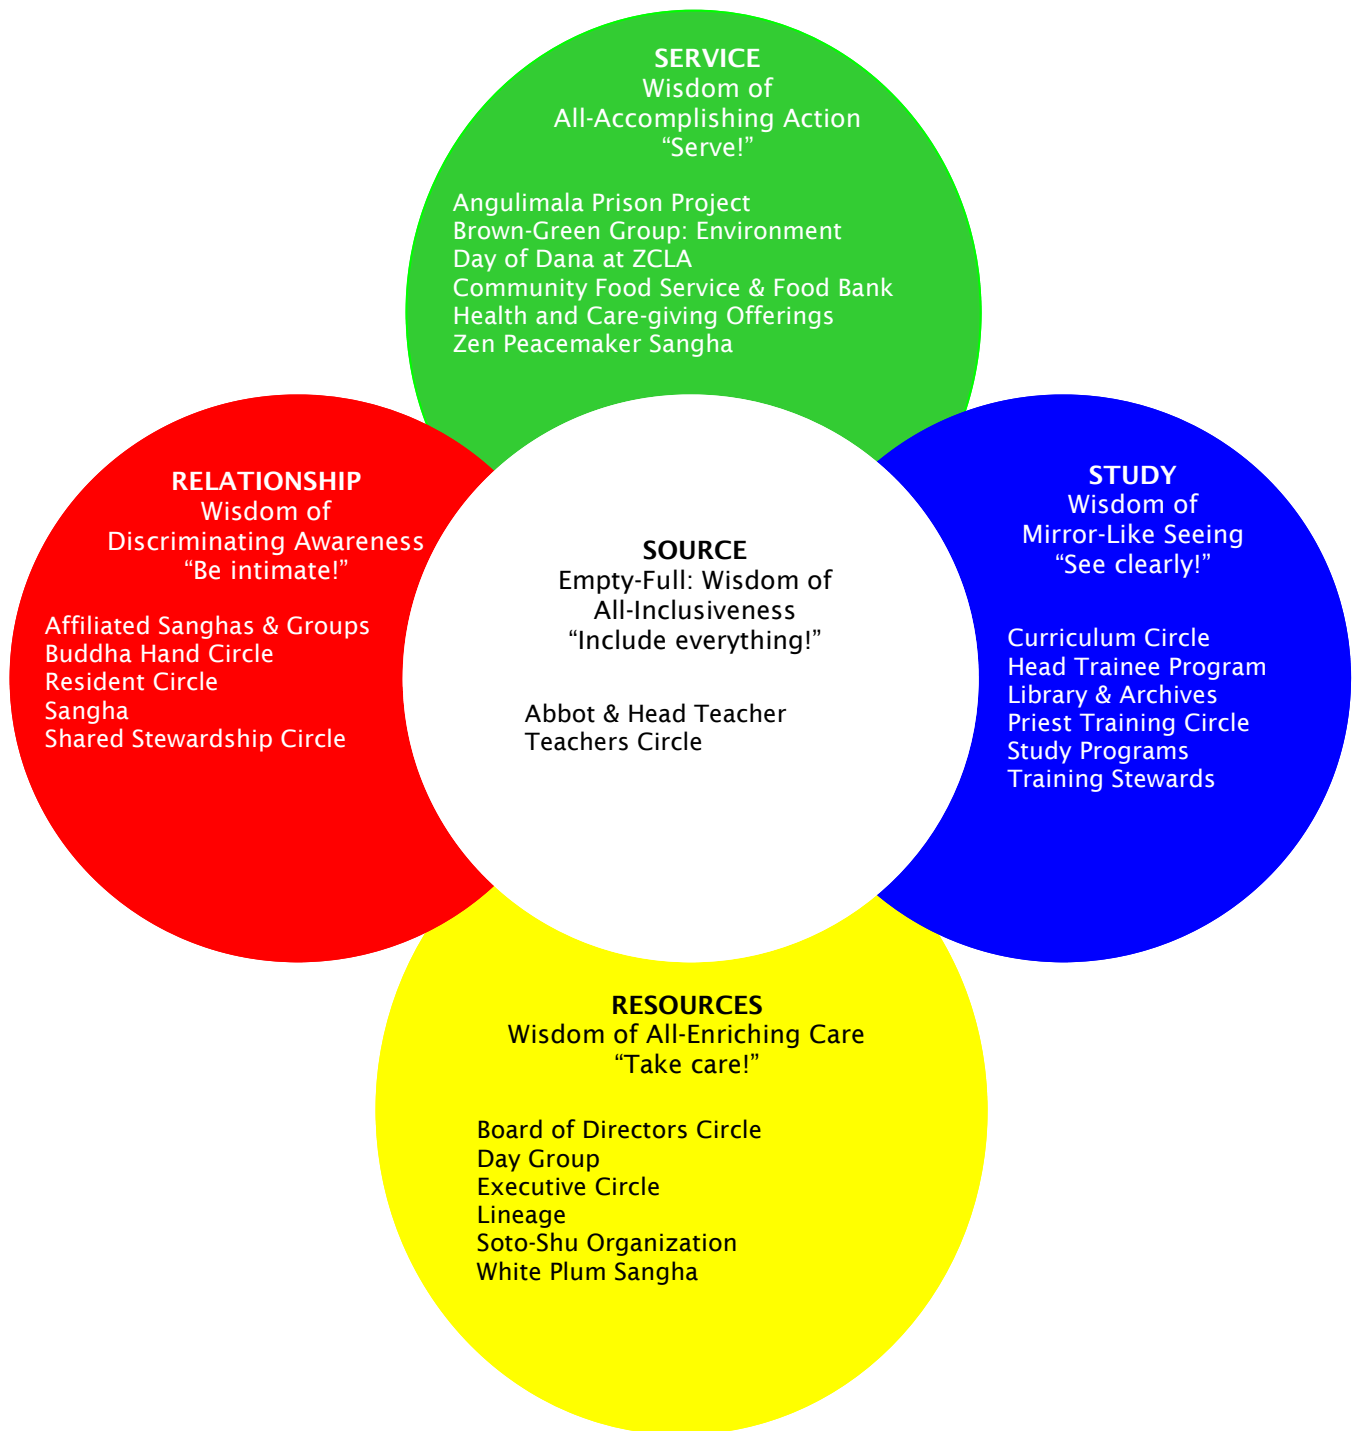 SERVICE
Wisdom of
All-Accomplishing Action
“Serve!”
Angulimala Prison Project
Brown-Green Group: Environment
Day of Dana at ZCLA
Community Food Service & Food Bank
Health and Care-giving Offerings
Zen Peacemaker Sangha
RELATIONSHIP
Wisdom of
Discriminating Awareness
“Be intimate!”
Affiliated Sanghas & Groups
Buddha Hand Circle
Resident Circle
Sangha
Shared Stewardship Circle
SOURCE
Empty-Full: Wisdom of
All-Inclusiveness
“Include everything!”
Abbot & Head Teacher
Teachers Circle
STUDY
Wisdom of
Mirror-Like Seeing
“See clearly!”
Curriculum Circle
Head Trainee Program
Library & Archives
Priest Training Circle
Study Programs
Training Stewards
RESOURCES
Wisdom of All-Enriching Care
“Take care!”
Board of Directors Circle
Day Group
Executive Circle
Lineage
Soto-Shu Organization
White Plum Sangha